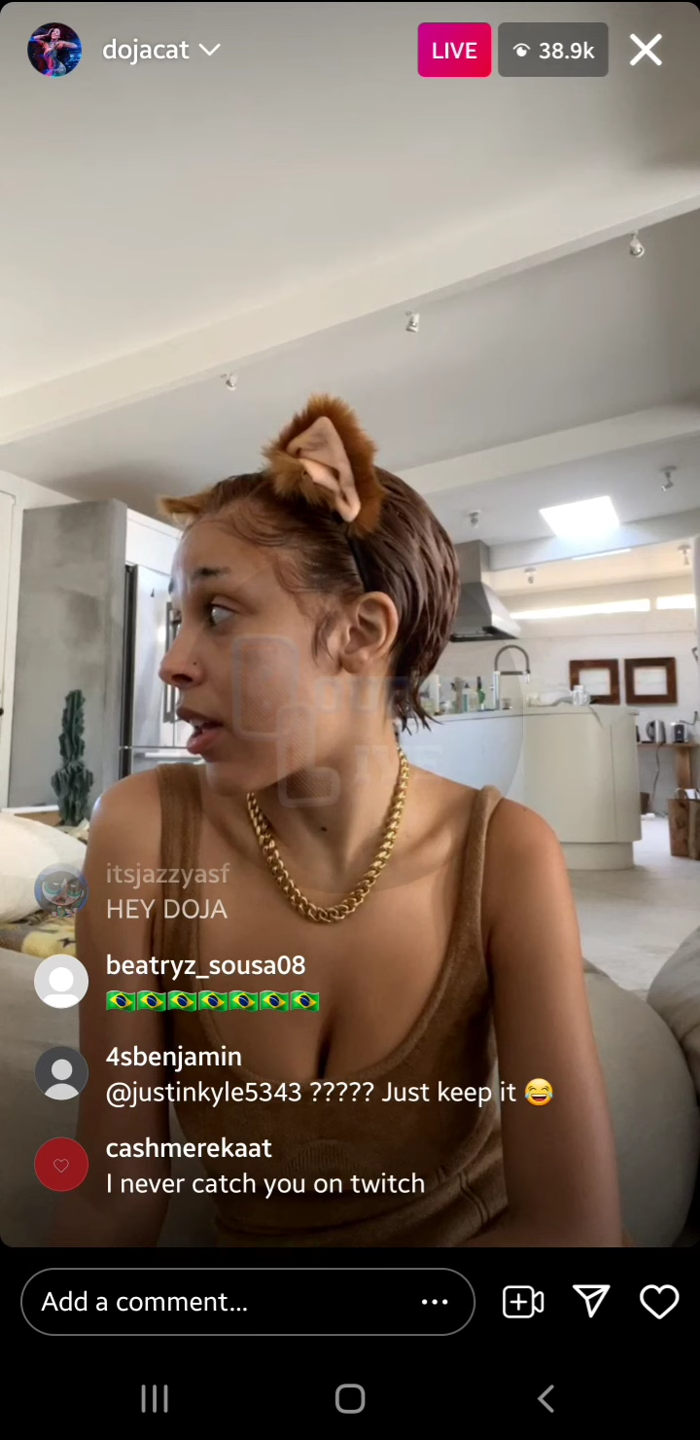 dojacat
LIVE
38.9k
itsjazzyasf
HEY DOJA
beatryz_sousa08
🇧🇷🇧🇷🇧🇷🇧🇷🇧🇷🇧🇷🇧🇷
4sbenjamin
@justinkyle5343 ????? Just keep it 😂
cashmerekaat
I never catch you on twitch
Add a comment...